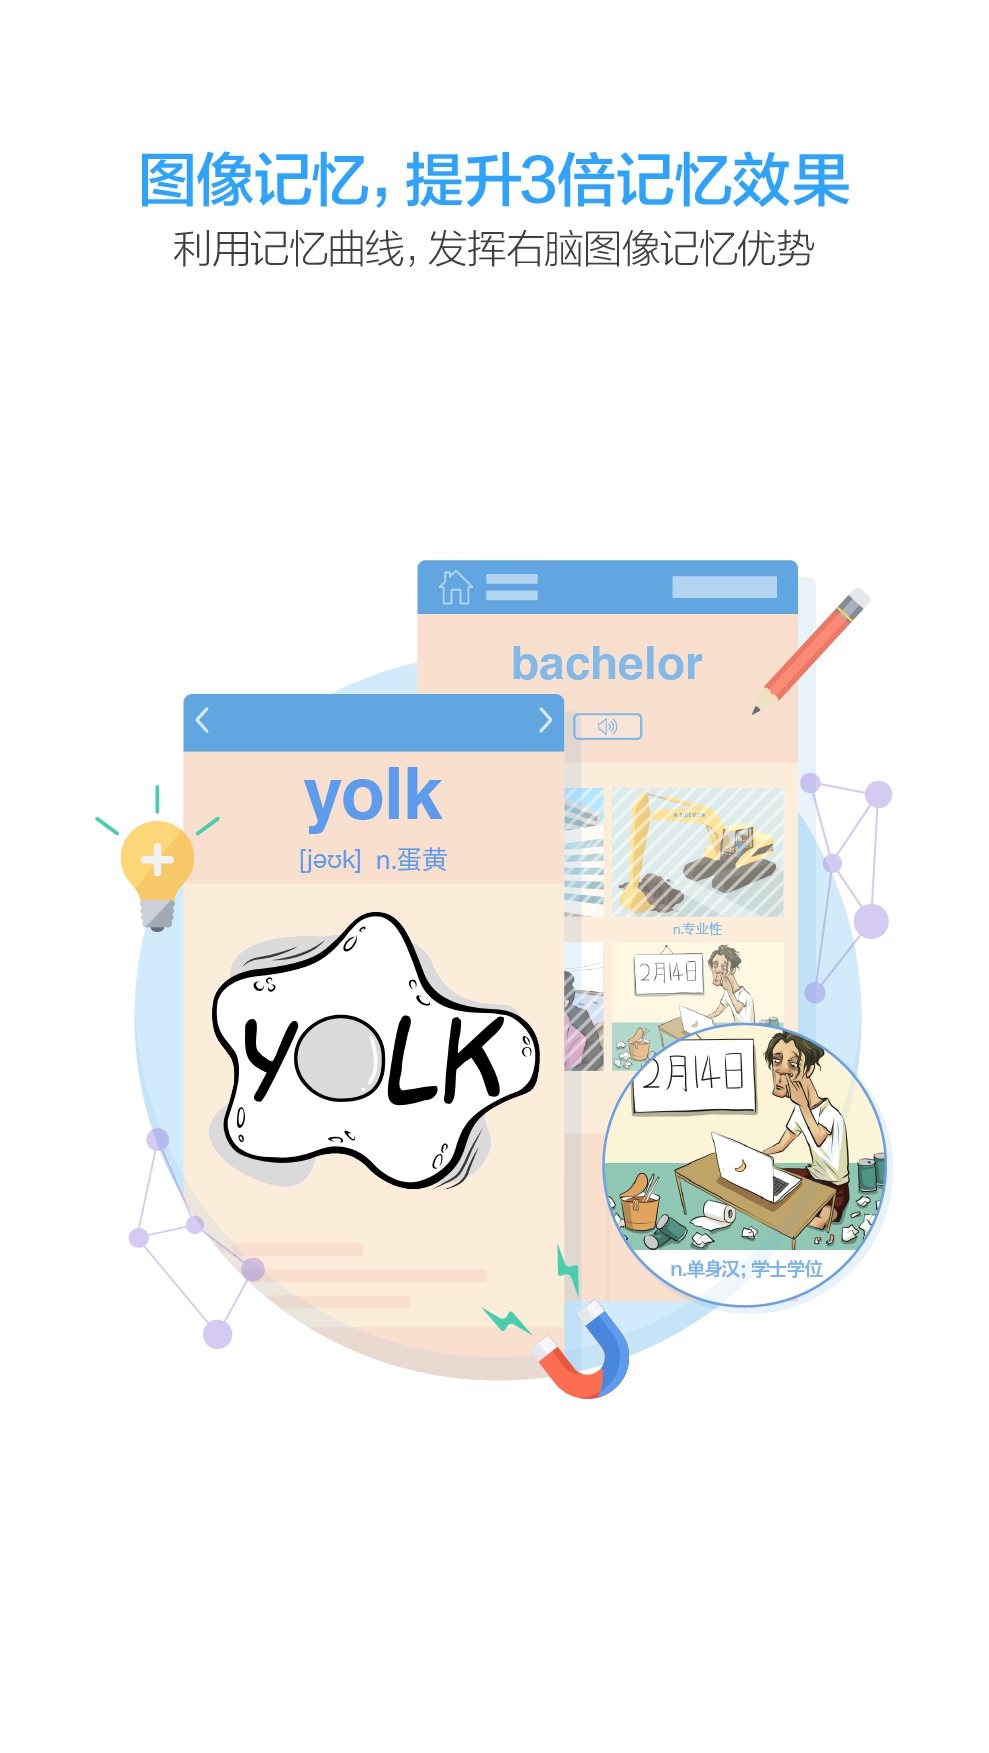 图像记忆，提升3倍记忆效果
利用记忆曲线，发挥右脑图像记忆优势
bachelor
yolk
[jəʊk] n.蛋黄
n.专业性
2月14日
YOLK
2月14日
n.单身汉；学士学位